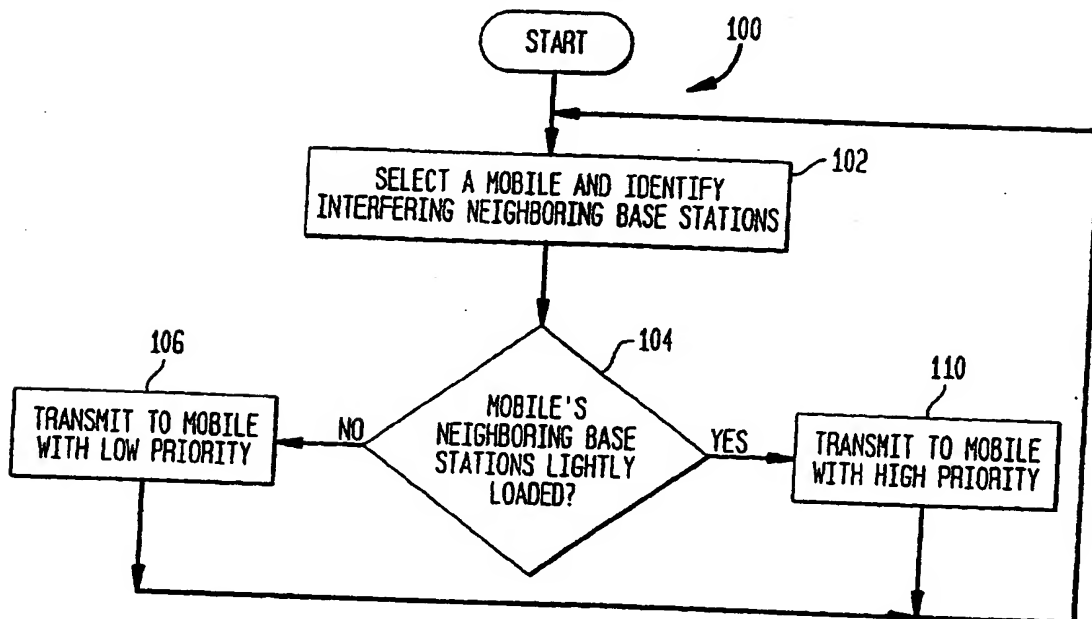 START
100
SELECT A MOBILE AND IDENTIFY
INTERFERING NEIGHBORING BASE STATIONS
102
104
MOBILE'S
NEIGHBORING BASE
STATIONS LIGHTLY
LOADED?
NO
YES
106
TRANSMIT TO MOBILE
WITH LOW PRIORITY
110
TRANSMIT TO MOBILE
WITH HIGH PRIORITY